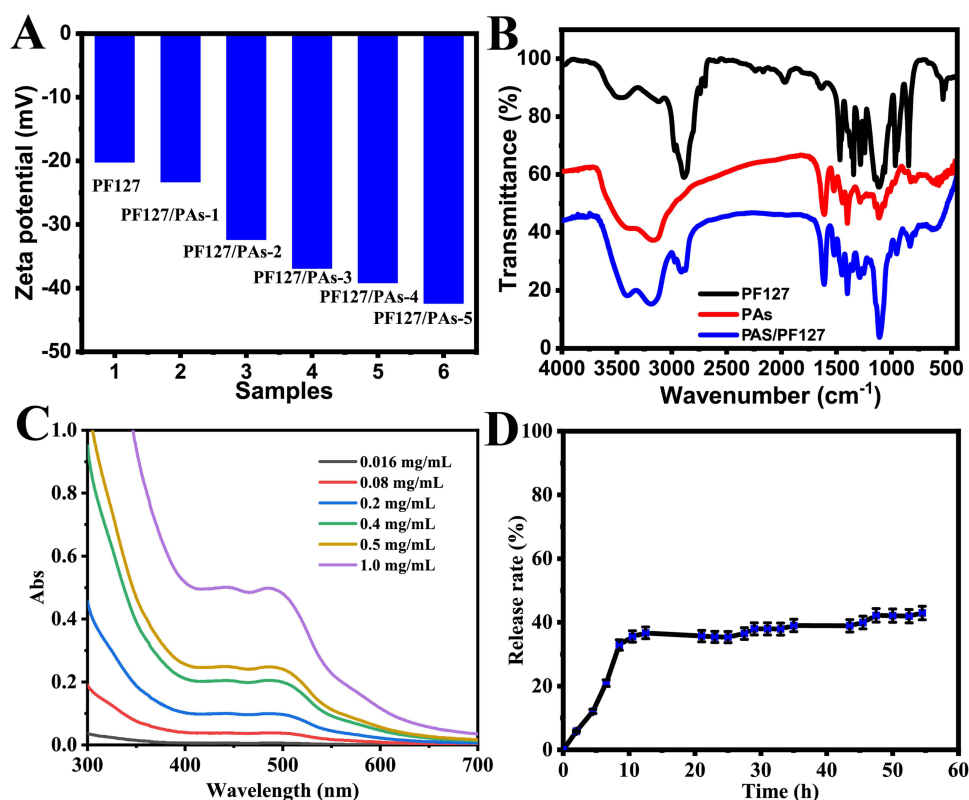 A
Zeta potential (mV)
0
-10
-20
-30
-40
-50
PF127
PF127/PAs-1
PF127/PAs-2
PF127/PAs-3
PF127/PAs-4
PF127/PAs-5
1 2 3 4 5 6
Samples
B
Transmittance (%)
100
80
60
40
20
0
PF127
PAs
PAS/PF127
4000 3500 3000 2500 2000 1500 1000 500
Wavenumber (cm⁻¹)
C
Abs
1.0
0.8
0.6
0.4
0.2
0.0
0.016 mg/mL
0.08 mg/mL
0.2 mg/mL
0.4 mg/mL
0.5 mg/mL
1.0 mg/mL
300 400 500 600 700
Wavelength (nm)
D
Release rate (%)
100
80
60
40
20
0
0 10 20 30 40 50 60
Time (h)